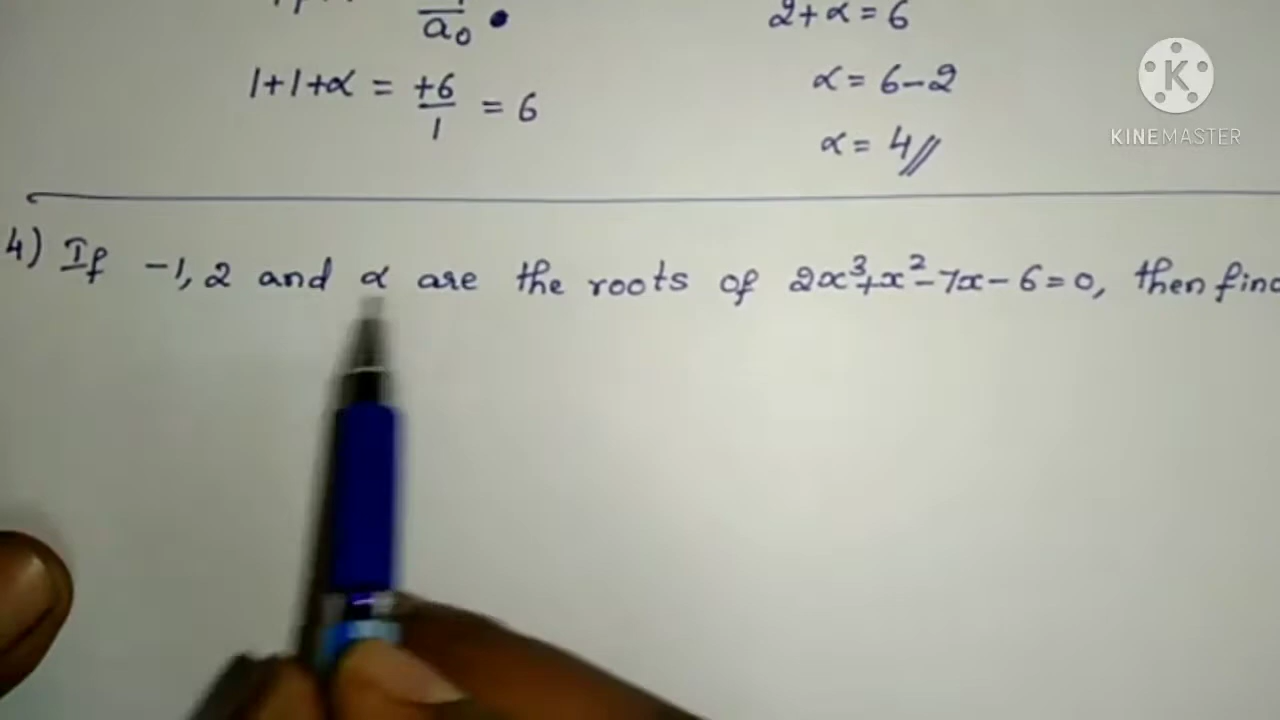 a₀ .
2+α = 6
1+1+α = +6/1 = 6
α = 6-2
α = 4//
K
KINEMASTER
4) If -1, 2 and α are the roots of 2x³+x²-7x-6=0, then find